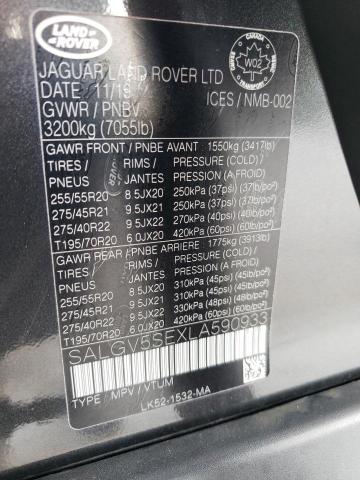 LAND
ROVER
JAGUAR LAND ROVER LTD
DATE 11/19
GVWR / PNBV
3200kg (7055lb)
CANADA
W02
TRANSPORT
ICES / NMB-002
GAWR FRONT / PNBE AVANT 1550kg (3417lb)
TIRES / RIMS / PRESSURE (COLD) /
PNEUS JANTES PRESSION (A FROID)
255/55R20 8.5JX20 250kPa (37psi) (37lb/po²)
275/45R21 9.5JX21 250kPa (37psi) (37lb/po²)
275/40R22 9.5JX22 270kPa (40psi) (40lb/po²)
T195/70R20 6.0JX20 420kPa (60psi) (60lb/po²)
GAWR REAR / PNBE ARRIERE 1775kg (3913lb)
TIRES / RIMS / PRESSURE (COLD) /
PNEUS JANTES PRESSION (A FROID)
255/55R20 8.5JX20 310kPa (45psi) (45lb/po²)
275/45R21 9.5JX21 310kPa (45psi) (45lb/po²)
275/40R22 9.5JX22 330kPa (48psi) (48lb/po²)
T195/70R20 6.0JX20 420kPa (60psi) (60lb/po²)
SALGV5SEXLA590933
TYPE / MPV / VTUM
LK52-1532-MA